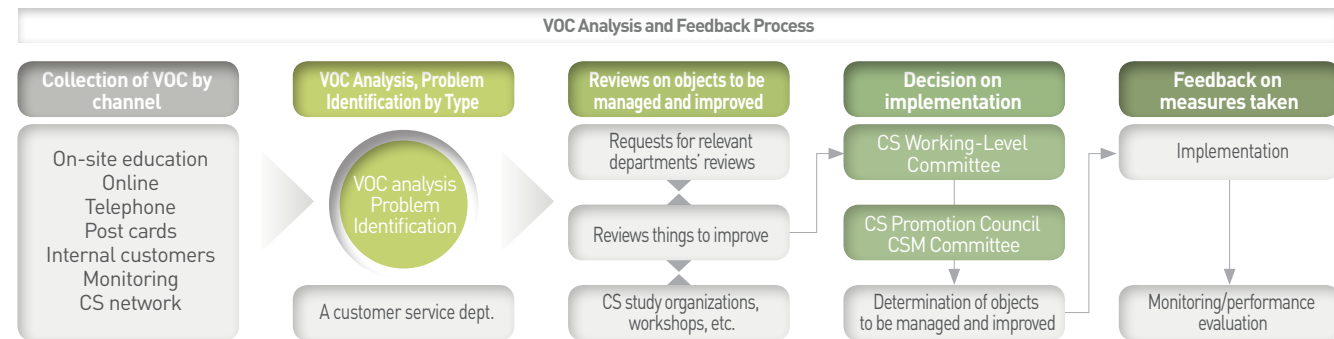 VOC Analysis and Feedback Process
Collection of VOC by
channel
On-site education
Online
Telephone
Post cards
Internal customers
Monitoring
CS network
VOC Analysis, Problem
Identification by Type
VOC analysis
Problem
Identification
A customer service dept.
Reviews on objects to be
managed and improved
Requests for relevant
departments' reviews
Reviews things to improve
CS study organizations,
workshops, etc.
Decision on
implementation
CS Working-Level
Committee
CS Promotion Council
CSM Committee
Determination of objects
to be managed and improved
Feedback on
measures taken
Implementation
Monitoring/performance
evaluation